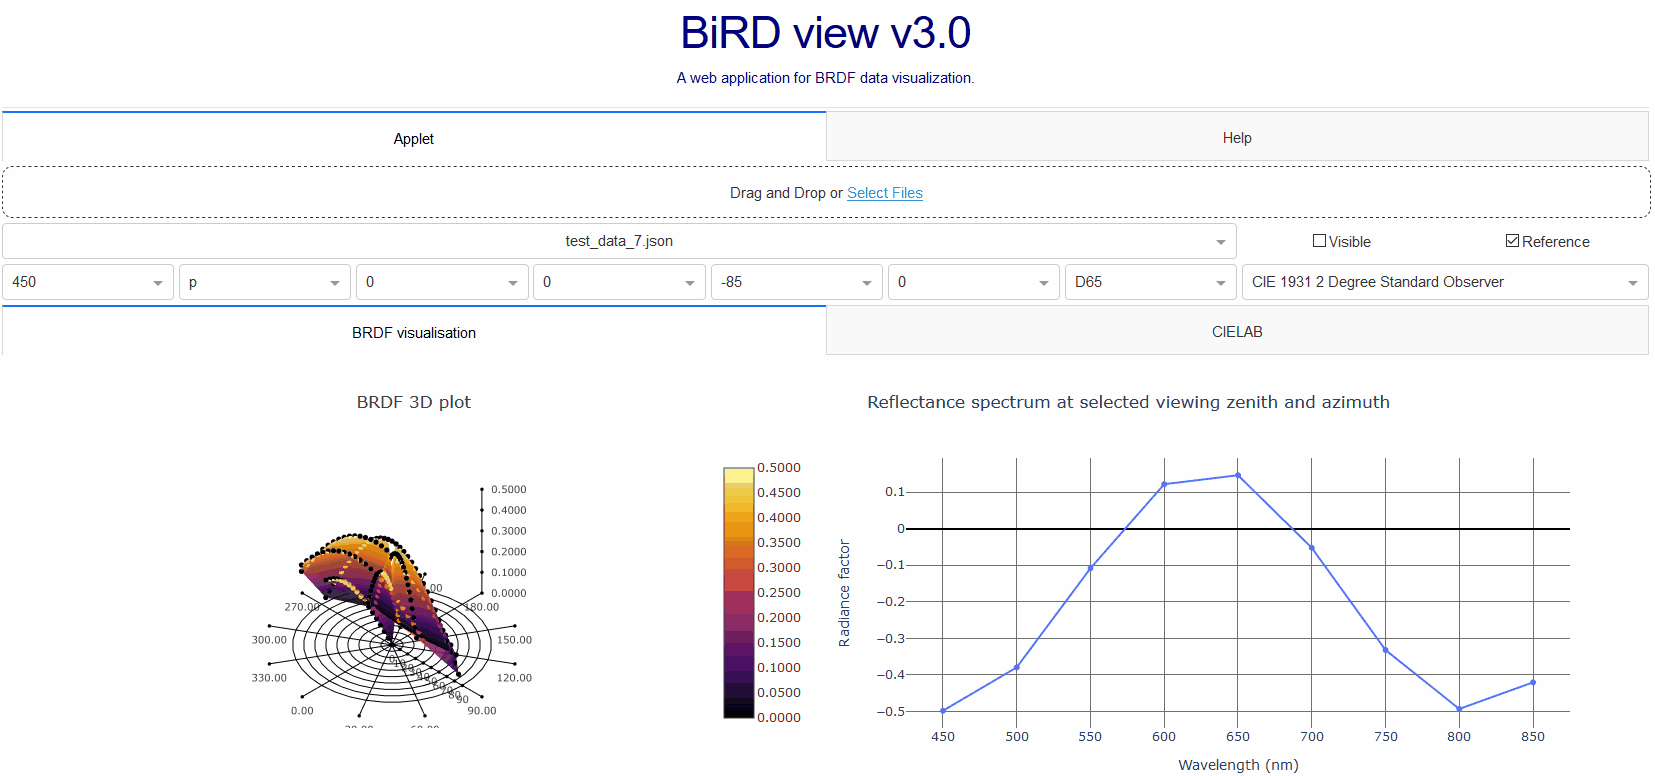 BiRD view v3.0
A web application for BRDF data visualization.
Applet
Help
Drag and Drop or Select Files
test_data_7.json
Visible
Reference
450
p
0
0
-85
0
D65
CIE 1931 2 Degree Standard Observer
BRDF visualisation
CIELAB
BRDF 3D plot
0.5000
0.4000
0.3000
0.2000
0.1000
0.0000
270.00
180.00
300.00
150.00
330.00
120.00
0.00
90.00
0.5000
0.4500
0.4000
0.3500
0.3000
0.2500
0.2000
0.1500
0.1000
0.0500
0.0000
Reflectance spectrum at selected viewing zenith and azimuth
Radiance factor
0.1
0
−0.1
−0.2
−0.3
−0.4
−0.5
450 500 550 600 650 700 750 800 850
Wavelength (nm)